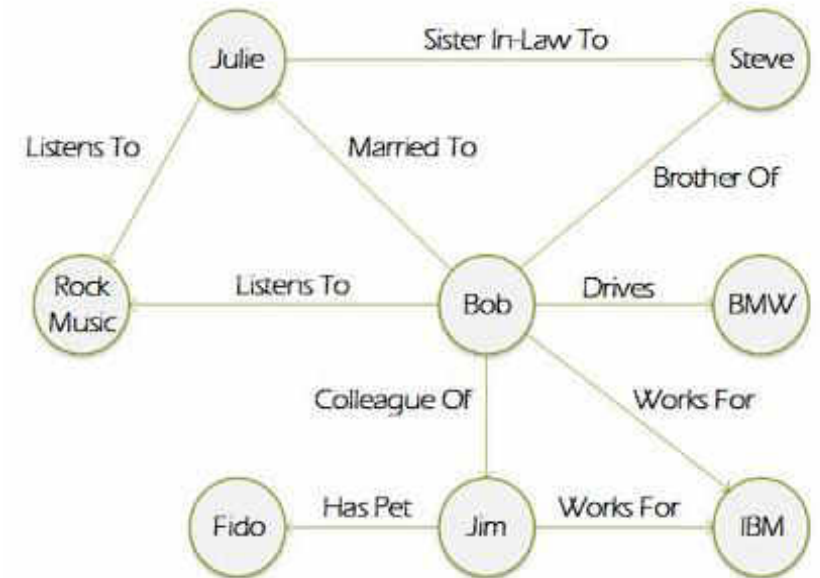 Sister In-Law To
Julie
Steve
Listens To
Married To
Brother Of
Rock
Music
Listens To
Bob
Drives
BMW
Colleague Of
Works For
Fido
Has Pet
Jim
Works For
IBM